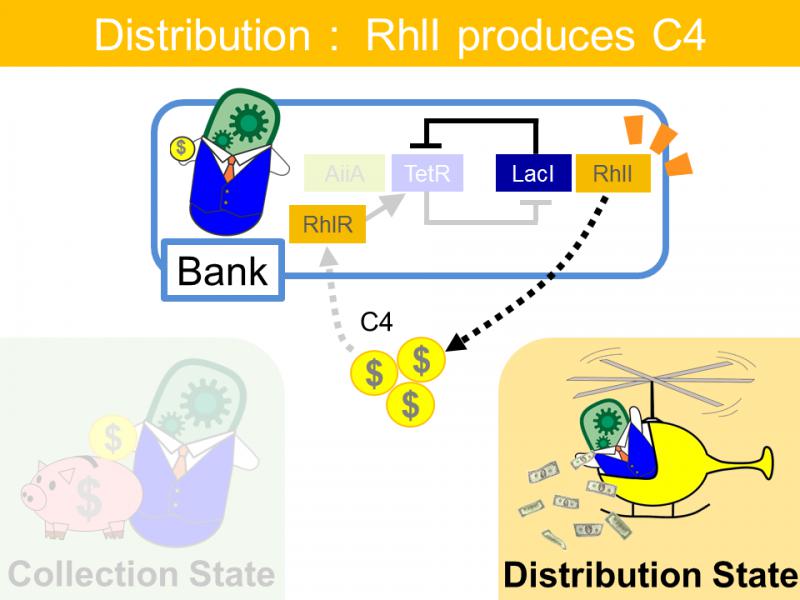 Distribution : RhlI produces C4
$
AiiA TetR LacI RhlI
RhlR
Bank
C4
$ $
$
$
$
Collection State
Distribution State